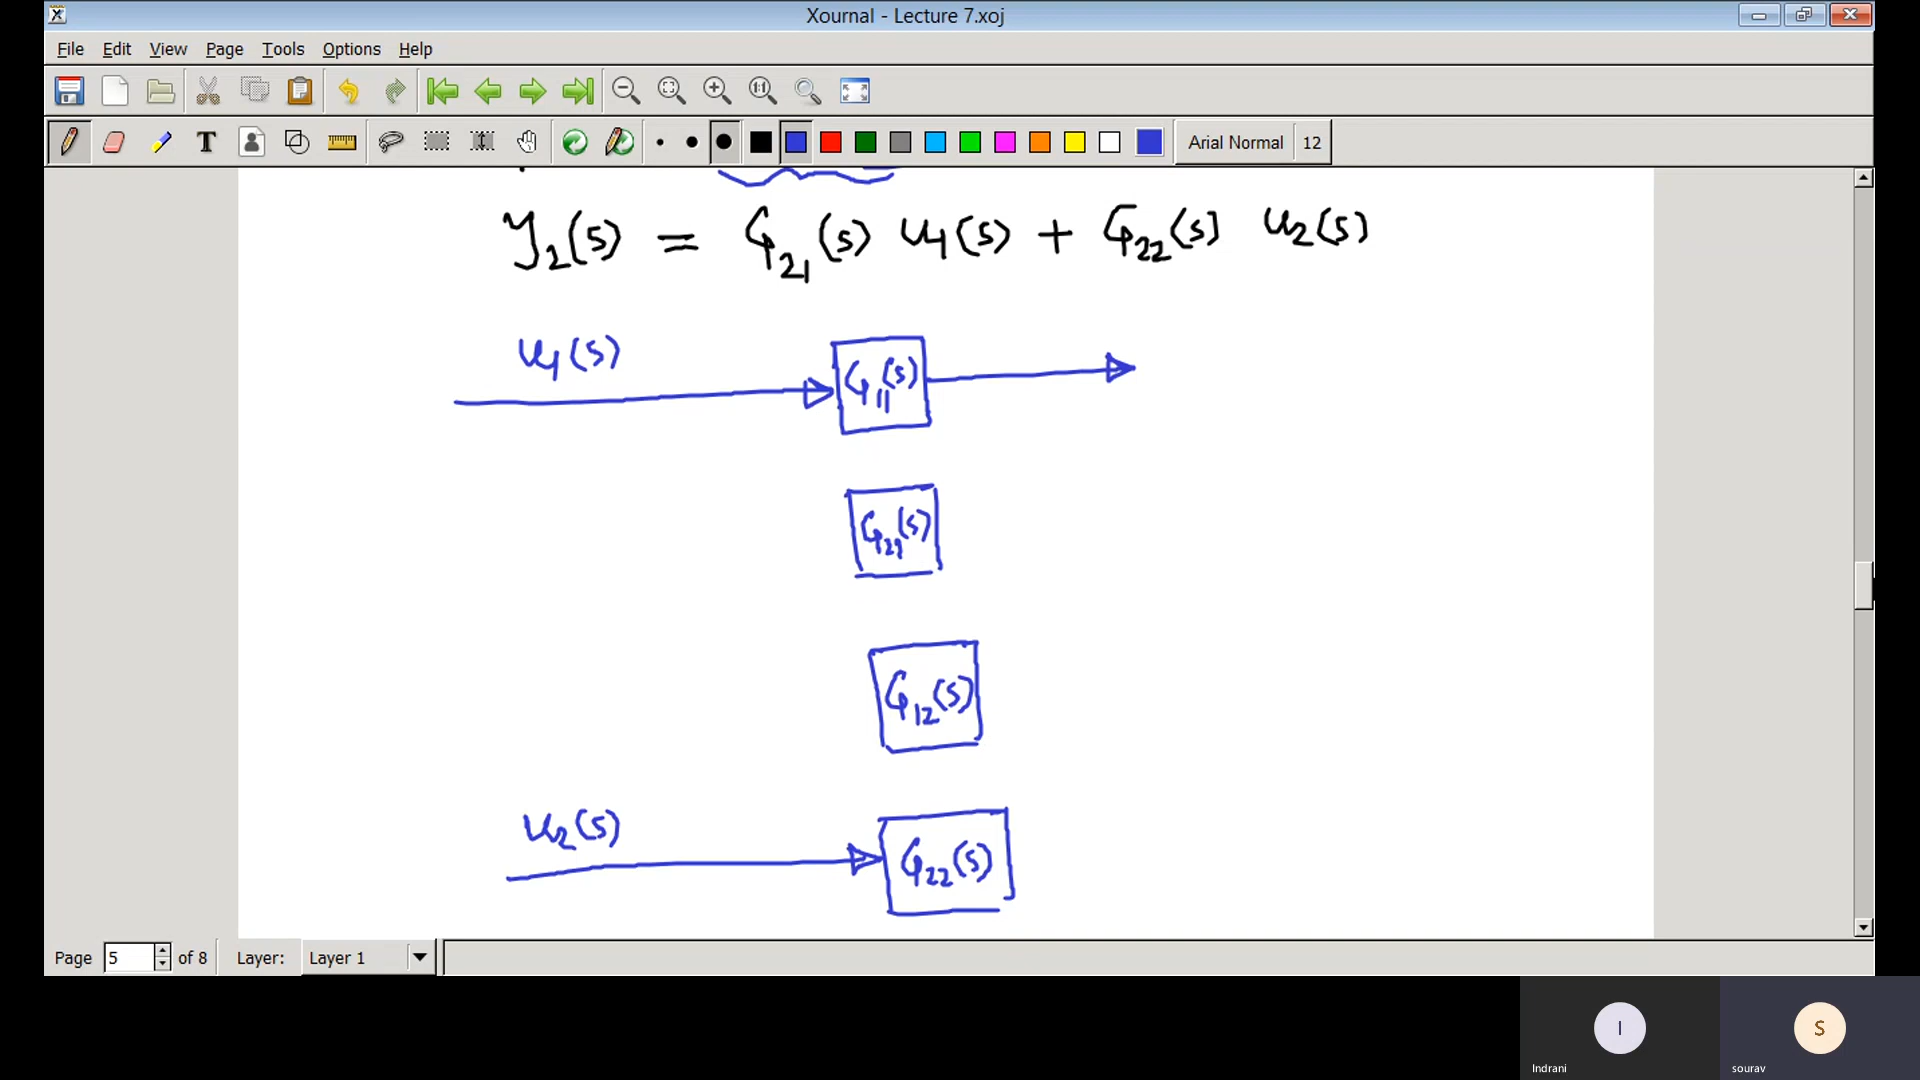 Xournal - Lecture 7.xoj
File Edit View Page Tools Options Help
T Arial Normal 12
Y2(s) = G21(s) U1(s) + G22(s) U2(s)
U1(s)
G11(s)
G21(s)
G12(s)
U2(s)
G22(s)
Page 5 of 8 Layer: Layer 1
I S
Indrani sourav